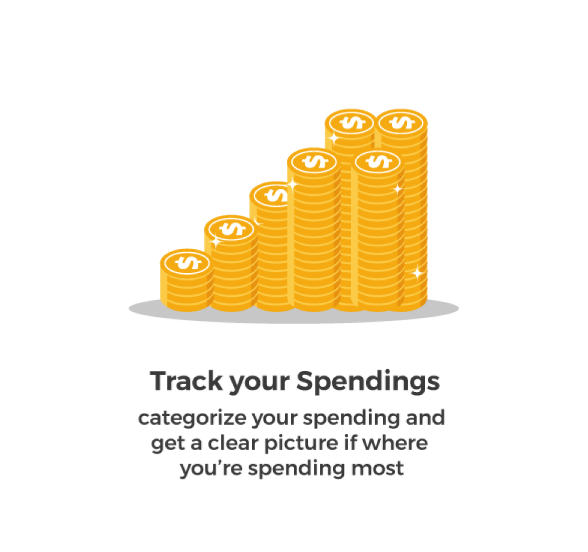 Track your Spendings
categorize your spending and
get a clear picture if where
you're spending most